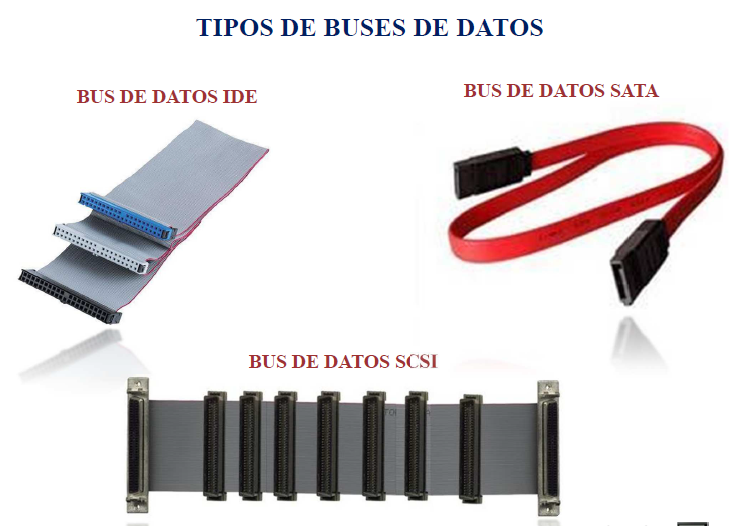 TIPOS DE BUSES DE DATOS
BUS DE DATOS IDE
BUS DE DATOS SATA
BUS DE DATOS SCSI